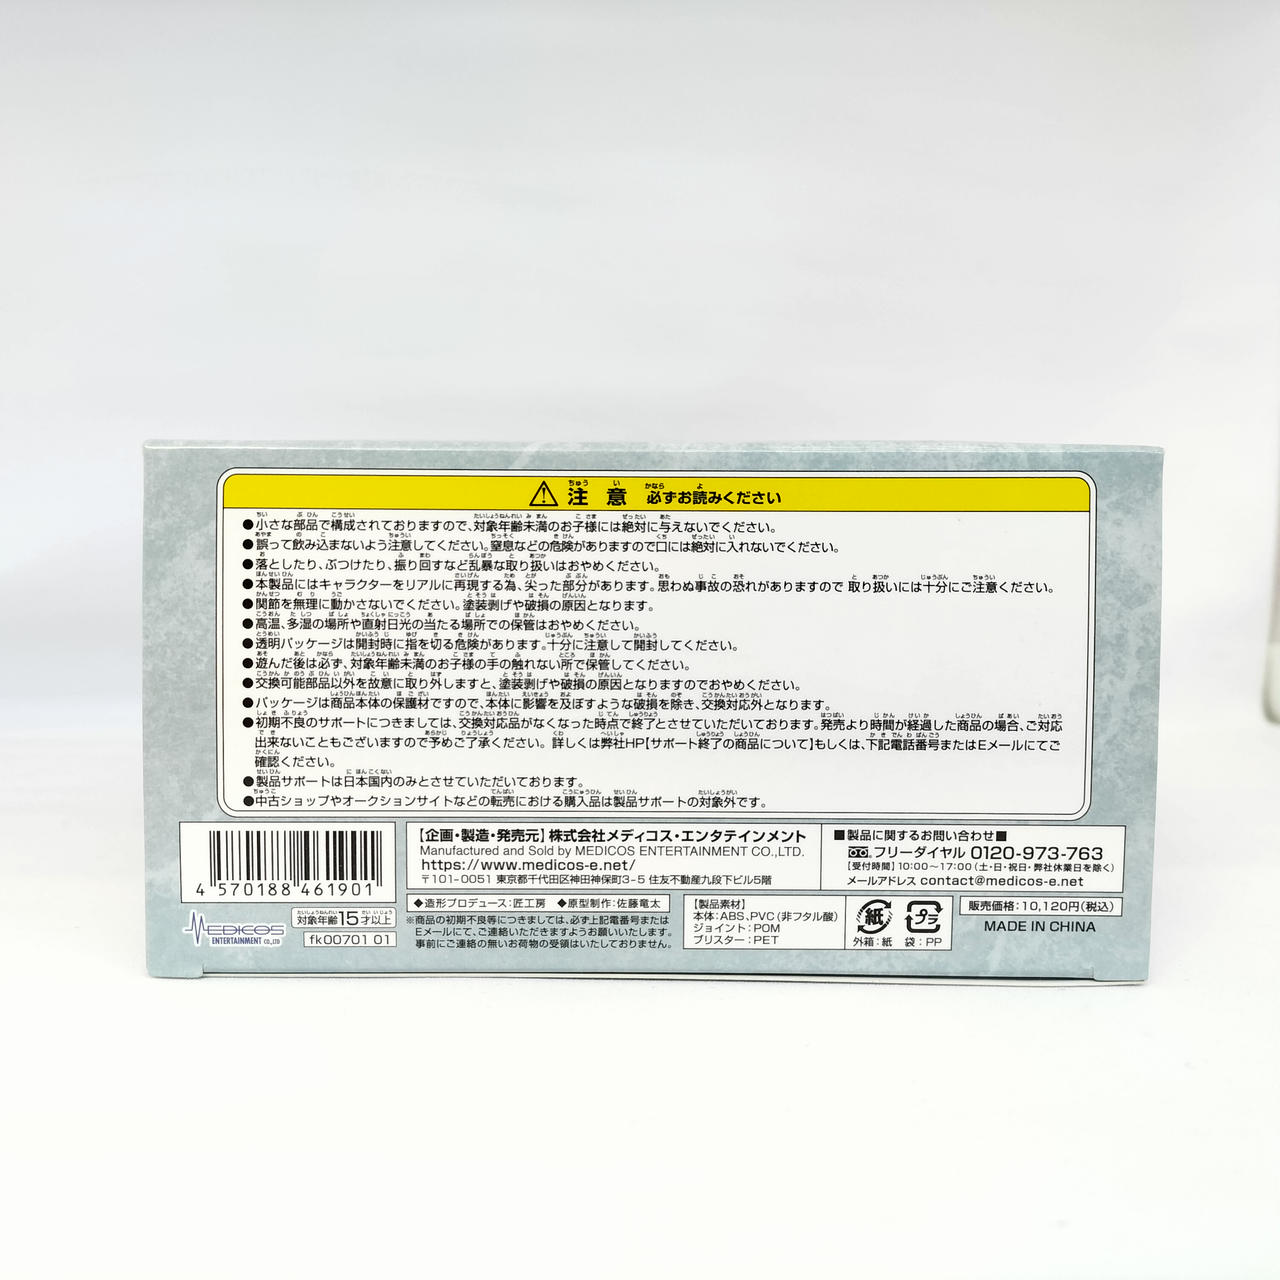 注意 必ずお読みください
●小さな部品で構成されておりますので、対象年齢未満のお子様には絶対に与えないでください。
●誤って飲み込まないよう注意してください。窒息などの危険がありますので口には絶対に入れないでください。
●落としたり、ぶつけたり、振り回すなど乱暴な取り扱いはおやめください。
●本製品にはキャラクターをリアルに再現する為、尖った部分があります。思わぬ事故の恐れがありますので 取り扱いには十分にご注意ください。
●関節を無理に動かさないでください。塗装剥げや破損の原因となります。
●高温、多湿の場所や直射日光の当たる場所での保管はおやめください。
●透明パッケージは開封時に指を切る危険があります。十分に注意して開封してください。
●遊んだ後は必ず、対象年齢未満のお子様の手の触れない所で保管してください。
●交換可能部品以外を故意に取り外しますと、塗装剥げや破損の原因となりますのでおやめください。
●パッケージは商品本体の保護材ですので、本体に影響を及ぼすような破損を除き、交換対応外となります。
●初期不良のサポートにつきましては、交換対応品がなくなった時点で終了とさせていただいております。発売より時間が経過した商品の場合、ご対応
出来ないこともございますので予めご了承ください。 詳しくは弊社HP【サポート終了の商品について】もしくは、下記電話番号またはEメールにてご
確認ください。
●製品サポートは日本国内のみとさせていただいております。
●中古ショップやオークションサイトなどの転売における購入品は製品サポートの対象外です。
4 570188 461901
MEDICOS
ENTERTAINMENT CO.,LTD
対象年齢15才以上
fk00701 01
【企画・製造・発売元】株式会社メディコス・エンタテインメント
Manufactured and Sold by MEDICOS ENTERTAINMENT CO.,LTD.
https://www.medicos-e.net/
〒101-0051 東京都千代田区神田神保町3-5 住友不動産九段下ビル5階
■製品に関するお問い合わせ■
フリーダイヤル 0120-973-763
【受付時間】10:00〜17:00（土・日・祝日・弊社休業日を除く）
メールアドレス contact@medicos-e.net
◆造形プロデュース：匠工房 ◆原型制作：佐藤竜太
※商品の初期不良等につきましては、必ず上記電話番号または
Eメールにて、ご連絡いただきますようお願いいたします。
事前にご連絡の無いお荷物の受領はいたしておりません。
【製品素材】
本体：ABS、PVC（非フタル酸）
ジョイント：POM
ブリスター：PET
紙 プラ
外箱：紙 袋：PP
販売価格：10,120円（税込）
MADE IN CHINA